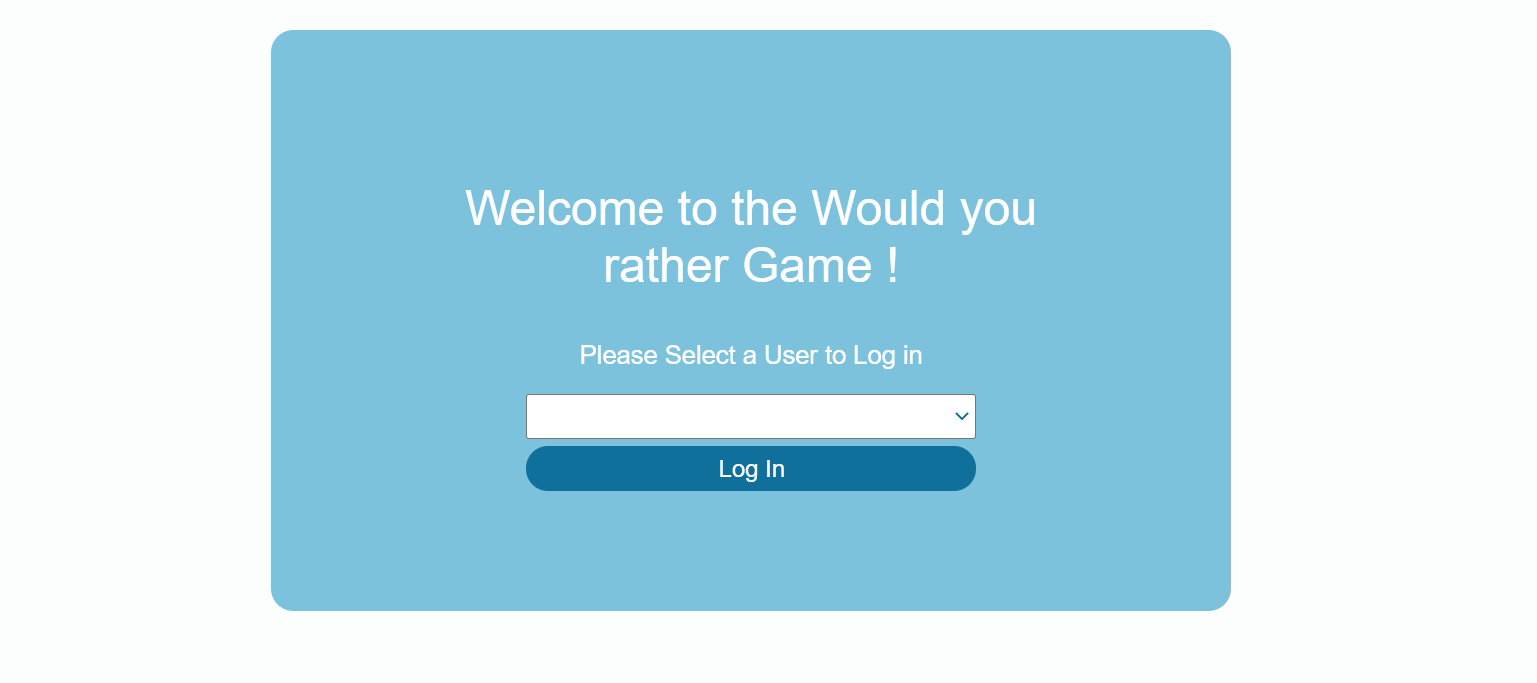 Welcome to the Would you
rather Game !
Please Select a User to Log in
Log In